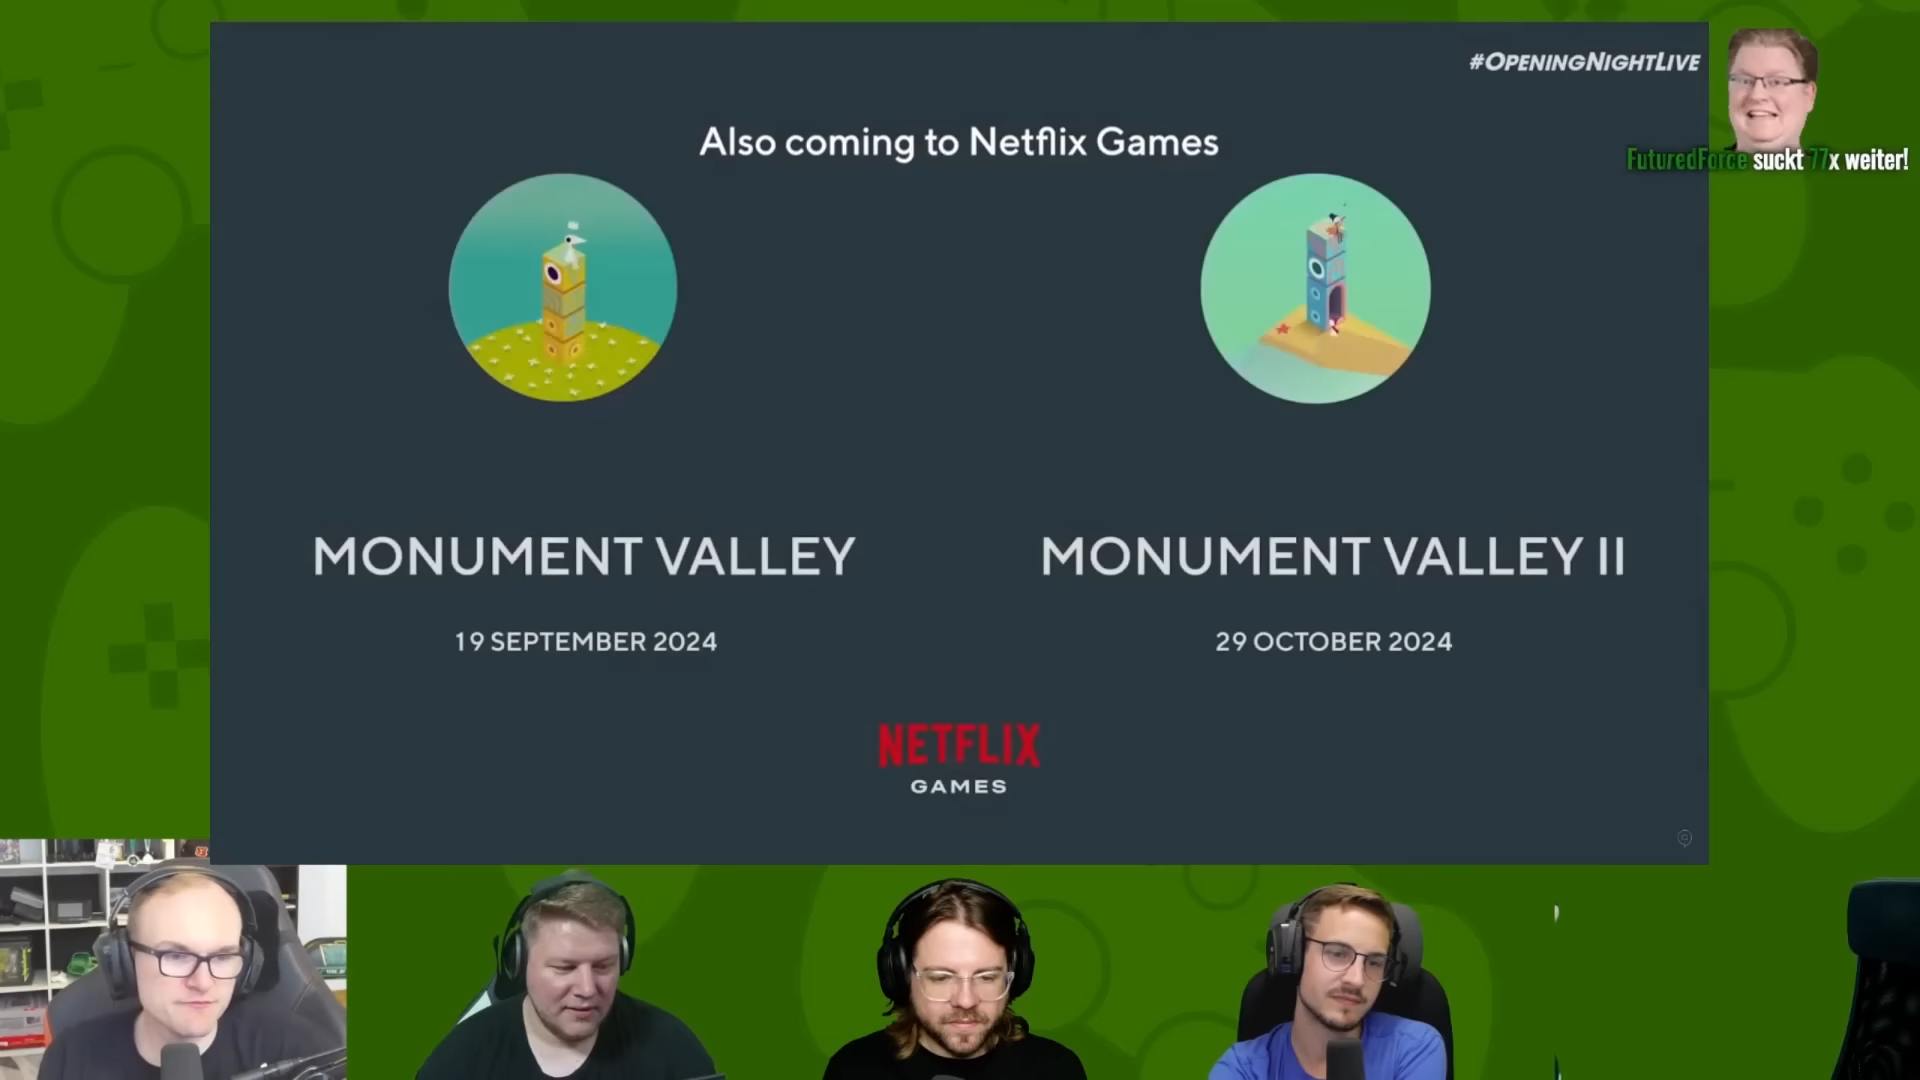 #OPENINGNIGHTLIVE
Also coming to Netflix Games
FuturedForce suckt 77x weiter!
MONUMENT VALLEY
MONUMENT VALLEY II
19 SEPTEMBER 2024
29 OCTOBER 2024
NETFLIX
GAMES